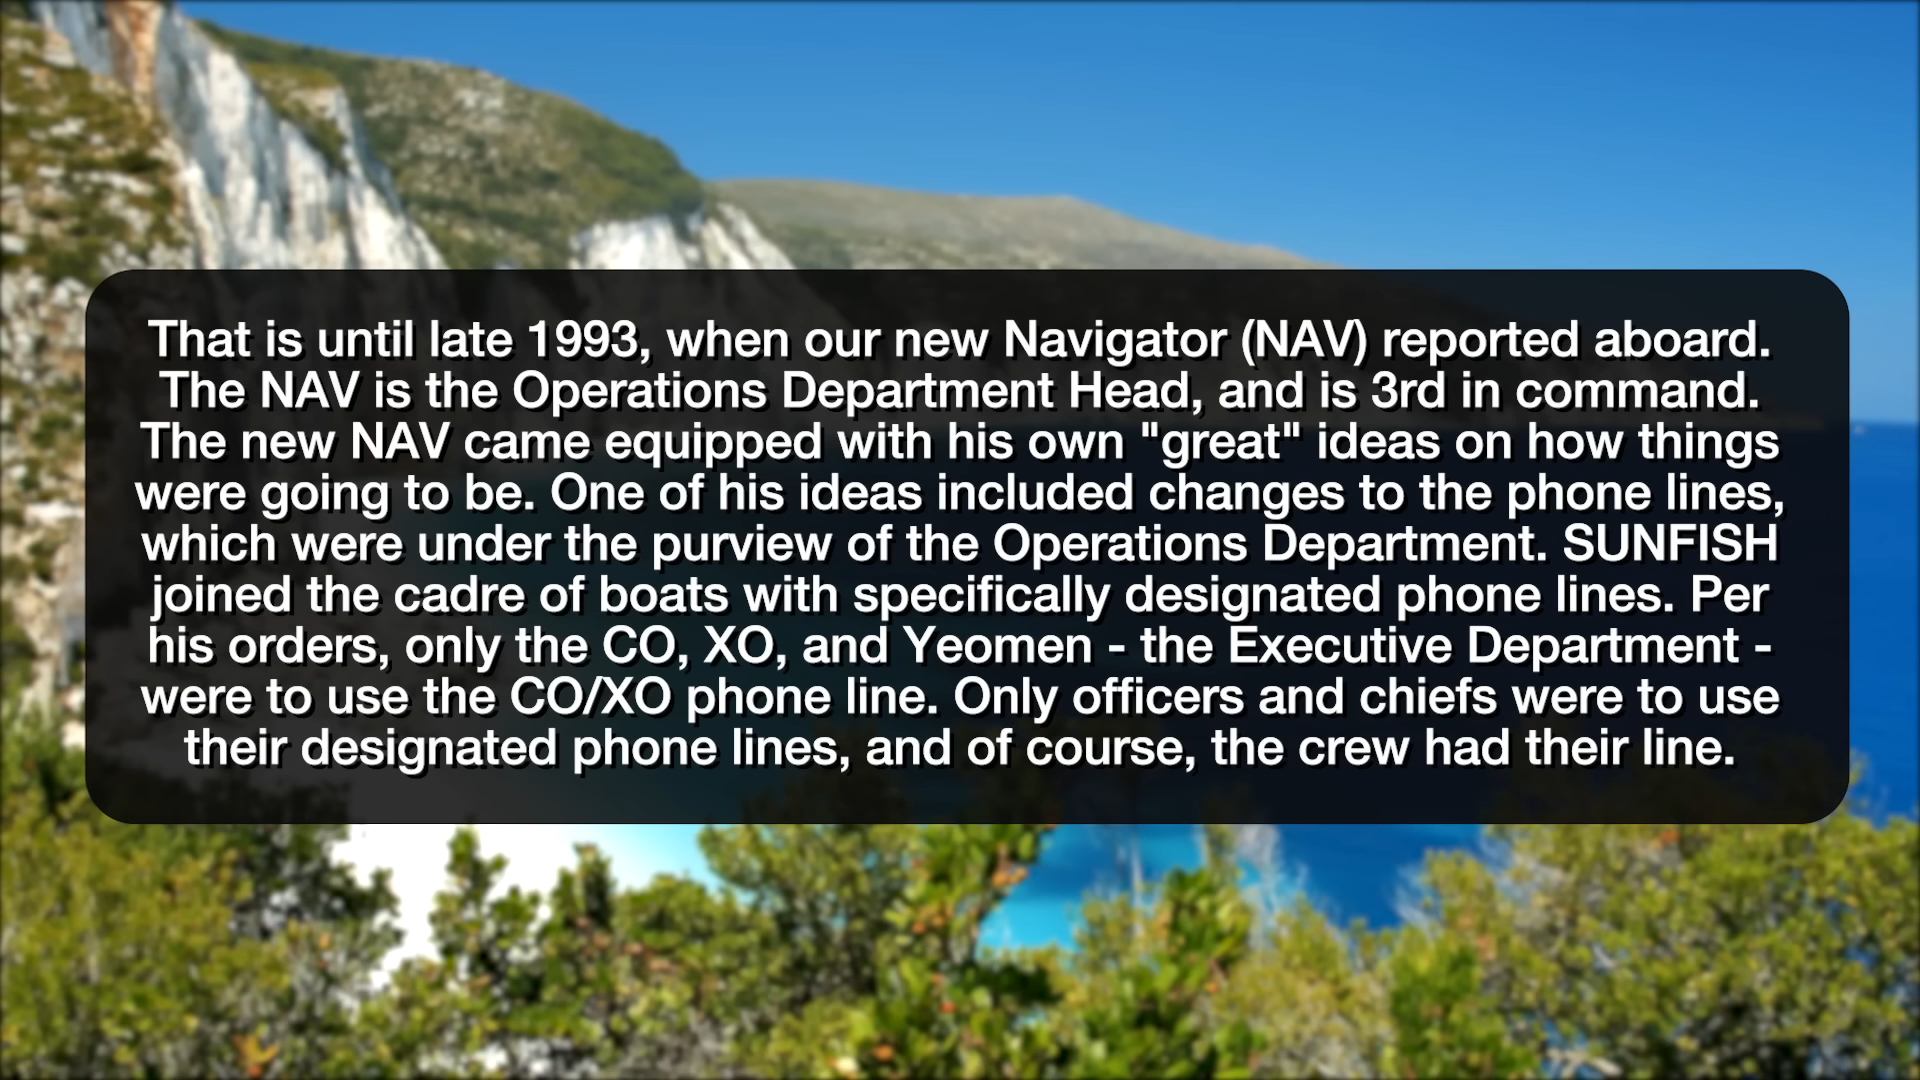 That is until late 1993, when our new Navigator (NAV) reported aboard.
The NAV is the Operations Department Head, and is 3rd in command.
The new NAV came equipped with his own "great" ideas on how things
were going to be. One of his ideas included changes to the phone lines,
which were under the purview of the Operations Department. SUNFISH
joined the cadre of boats with specifically designated phone lines. Per
his orders, only the CO, XO, and Yeomen - the Executive Department -
were to use the CO/XO phone line. Only officers and chiefs were to use
their designated phone lines, and of course, the crew had their line.